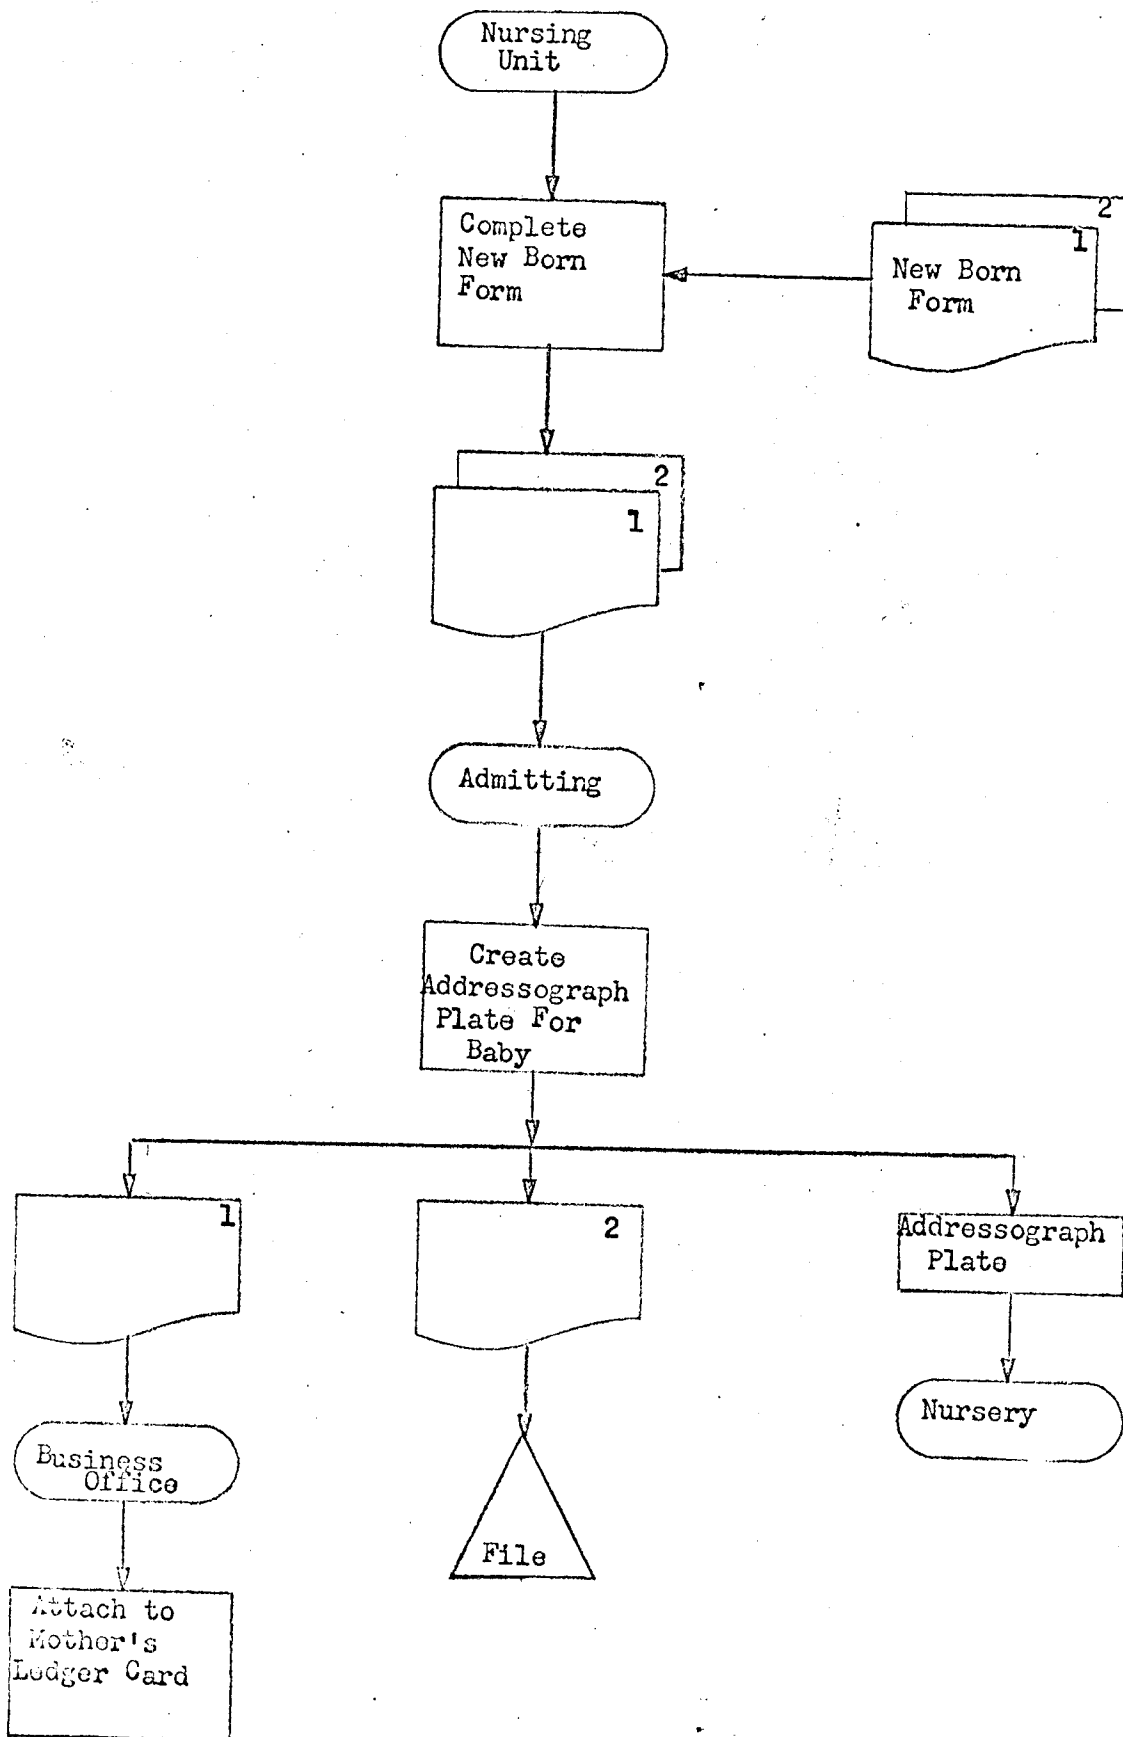 Nursing
Unit
Complete
New Born
Form
2
1
New Born
Form
2
1
Admitting
Create
Addressograph
Plate For
Baby
1
2
Addressograph
Plate
Business
Office
File
Nursery
Attach to
Mother's
Ledger Card